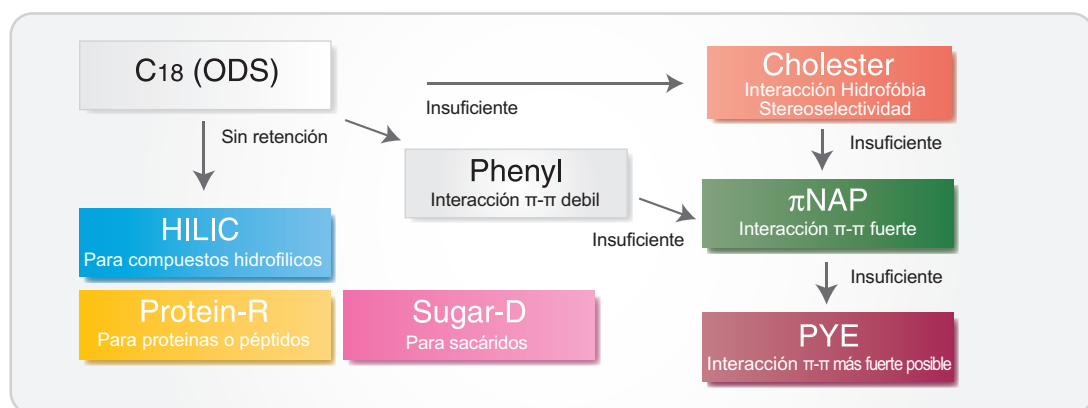 C18 (ODS)
Cholester
Interacción Hidrofóbia
Stereoselectividad
Insuficiente
Sin retención
Insuficiente
Phenyl
Interacción π-π debil
πNAP
Interacción π-π fuerte
Insuficiente
HILIC
Para compuestos hidrofilicos
Insuficiente
Protein-R
Para proteinas o péptidos
Sugar-D
Para sacáridos
PYE
Interacción π-π más fuerte posible